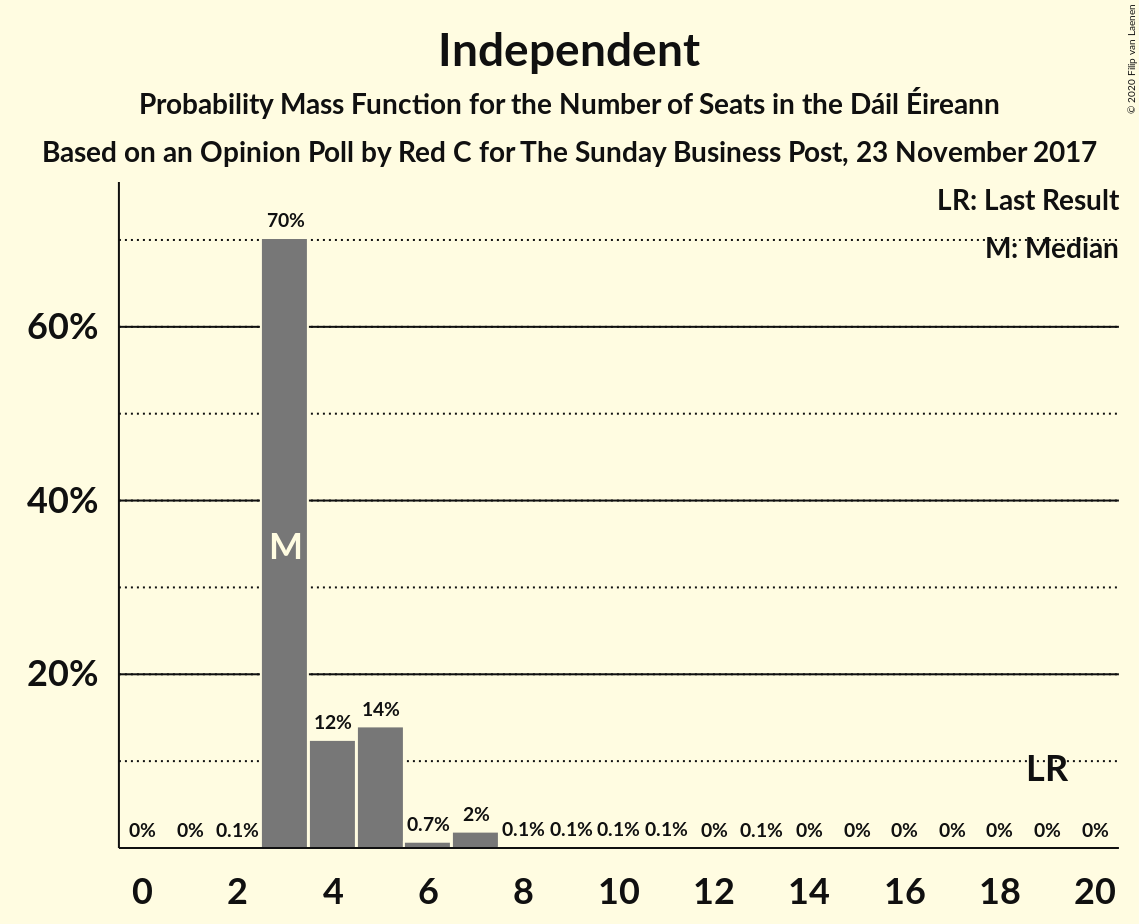 Independent
Probability Mass Function for the Number of Seats in the Dáil Éireann
Based on an Opinion Poll by Red C for The Sunday Business Post, 23 November 2017
© 2020 Filip van Laenen
LR: Last Result
M: Median
70%
60%
40%
M
20%
12% 14%
LR
0% 0% 0.1% 0.7% 2% 0.1% 0.1% 0.1% 0.1% 0% 0.1% 0% 0% 0% 0% 0% 0% 0%
0 2 4 6 8 10 12 14 16 18 20